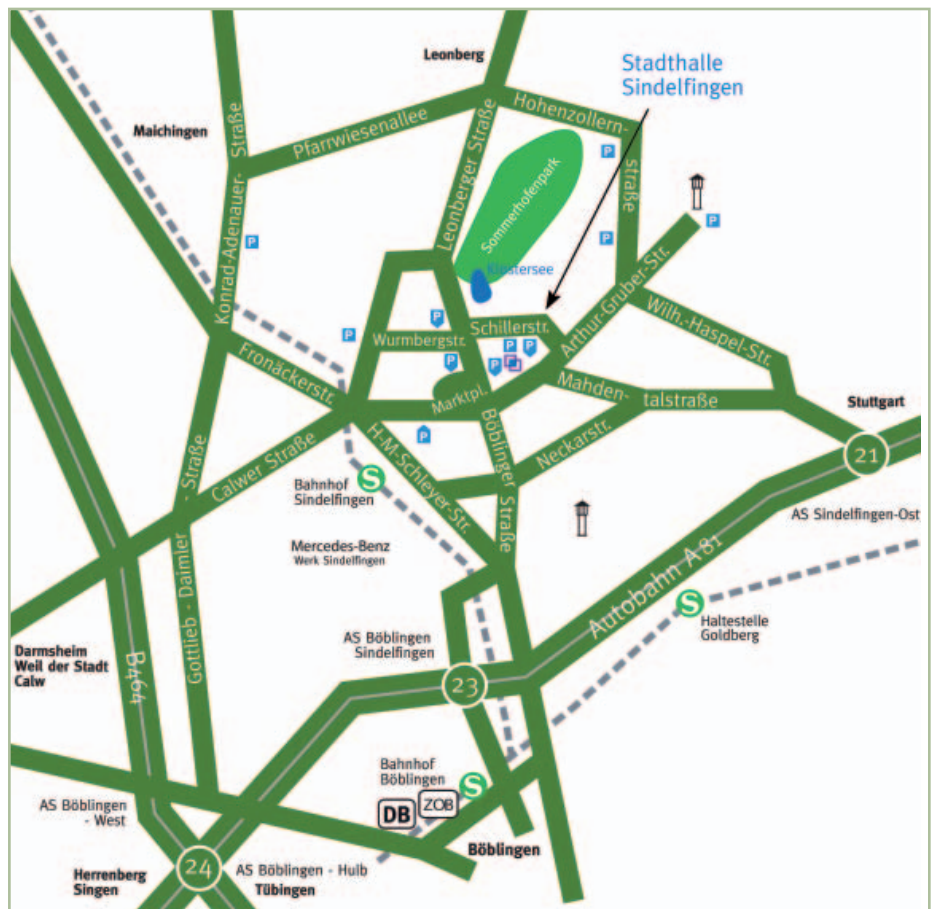 Leonberg
Stadthalle
Sindelfingen
Maichingen
Pfarrwiesenallee
Hohenzollern-
straße
Konrad-Adenauer-
Straße
Leonberger Straße
Sommerhofenpark
Klostersee
P
P
P
P
P
P
P
P
P
P
P
Schillerstr.
Wurmbergstr.
Arthur-Gruber-Str.
Wilh.-Haspel-Str.
Fronäckerstr.
Marktpl.
Mahden-
talstraße
Stuttgart
21
AS Sindelfingen-Ost
Böblinger Straße
Neckarstr.
H-M-Schleyer-Str.
Calwer Straße
Bahnhof
Sindelfingen
S
Mercedes-Benz
Werk Sindelfingen
Gottlieb - Daimler - Straße
Autobahn A 81
S
Haltestelle
Goldberg
AS Böblingen
Sindelfingen
23
Darmsheim
Weil der Stadt
Calw
B464
Bahnhof
Böblingen
S
DB
ZOB
AS Böblingen
- West
Böblingen
24
AS Böblingen - Hulb
Herrenberg
Singen
Tübingen